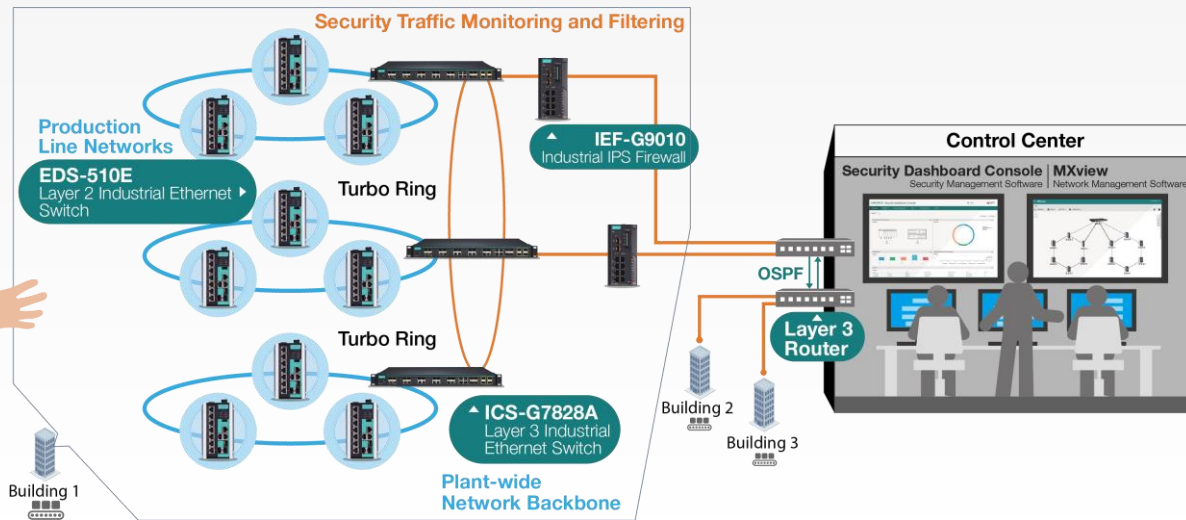 Security Traffic Monitoring and Filtering
Production
Line Networks
EDS-510E
Layer 2 Industrial Ethernet
Switch
Turbo Ring
Turbo Ring
IEF-G9010
Industrial IPS Firewall
ICS-G7828A
Layer 3 Industrial
Ethernet Switch
Plant-wide
Network Backbone
Building 1
Building 2
Building 3
OSPF
Layer 3
Router
Control Center
Security Dashboard Console | MXview
Security Management Software | Network Management Software